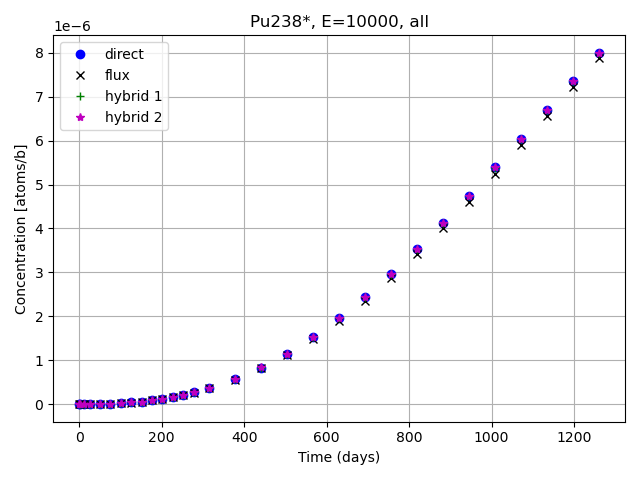 Pu238*, E=10000, all
1e−6
direct
flux
hybrid 1
hybrid 2
8
7
6
5
4
3
2
1
0
Concentration [atoms/b]
0 200 400 600 800 1000 1200
Time (days)